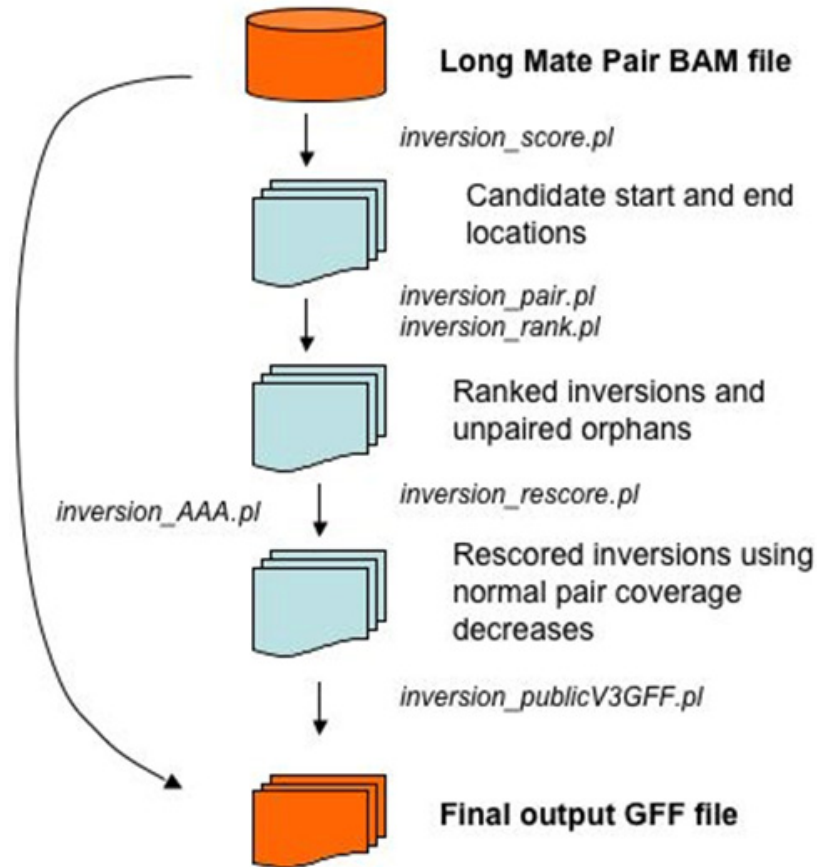 Long Mate Pair BAM file
inversion_score.pl
Candidate start and end
locations
inversion_pair.pl
inversion_rank.pl
Ranked inversions and
unpaired orphans
inversion_rescore.pl
inversion_AAA.pl
Rescored inversions using
normal pair coverage
decreases
inversion_publicV3GFF.pl
Final output GFF file